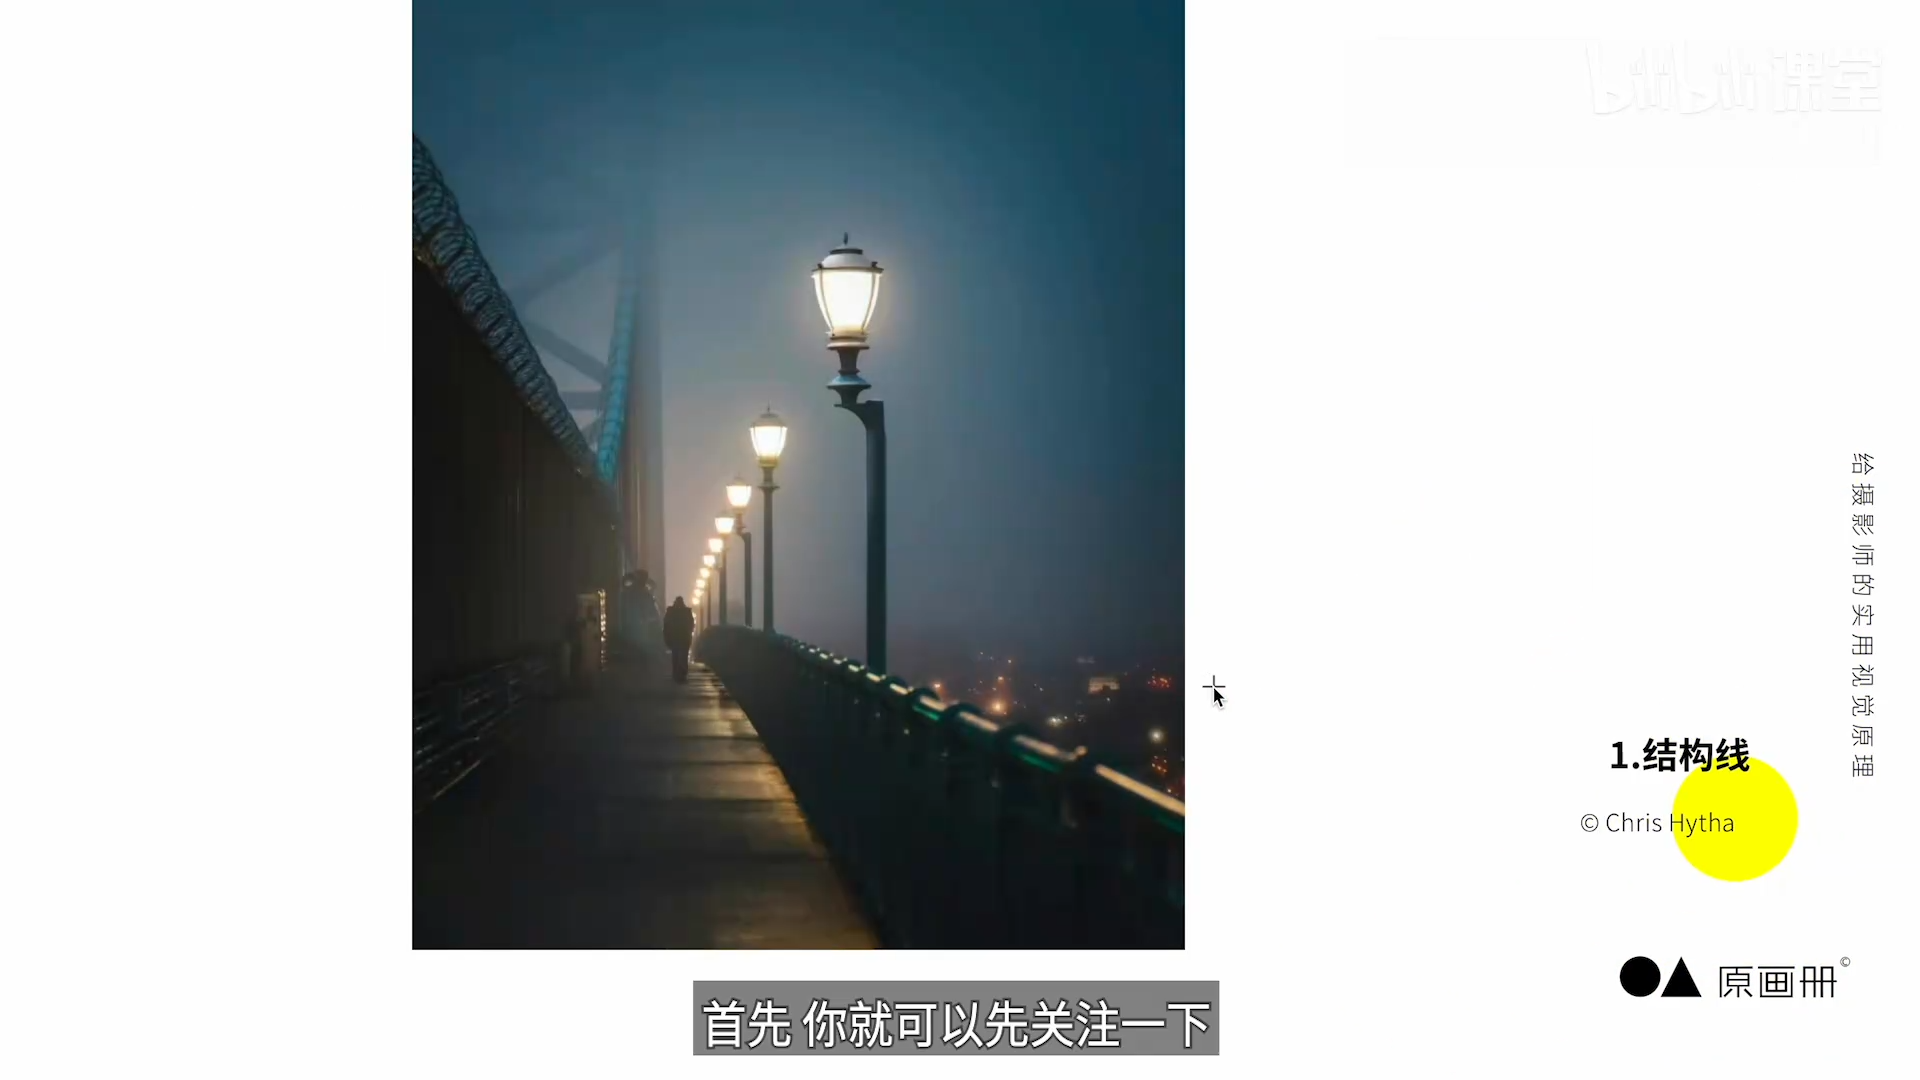 bilibili课堂
给摄影师的实用视觉原理
1.结构线
© Chris Hytha
原画册©
首先 你就可以先关注一下